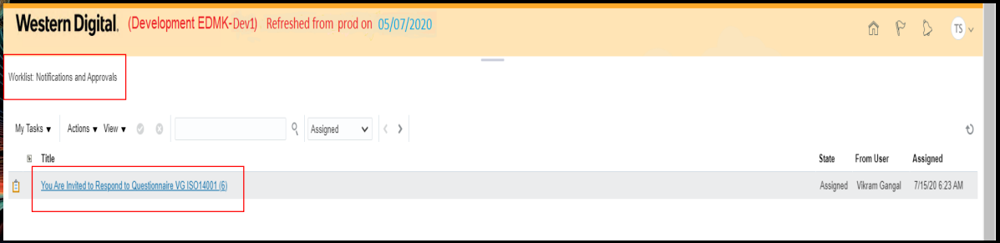 Western Digital. (Development EDMK-Dev1) Refreshed from prod on 05/07/2020
TS
Worklist: Notifications and Approvals
My Tasks Actions View Assigned
Title State From User Assigned
You Are Invited to Respond to Questionnaire VG ISO14001 (6) Assigned Vikram Gangal 7/15/20 6:23 AM